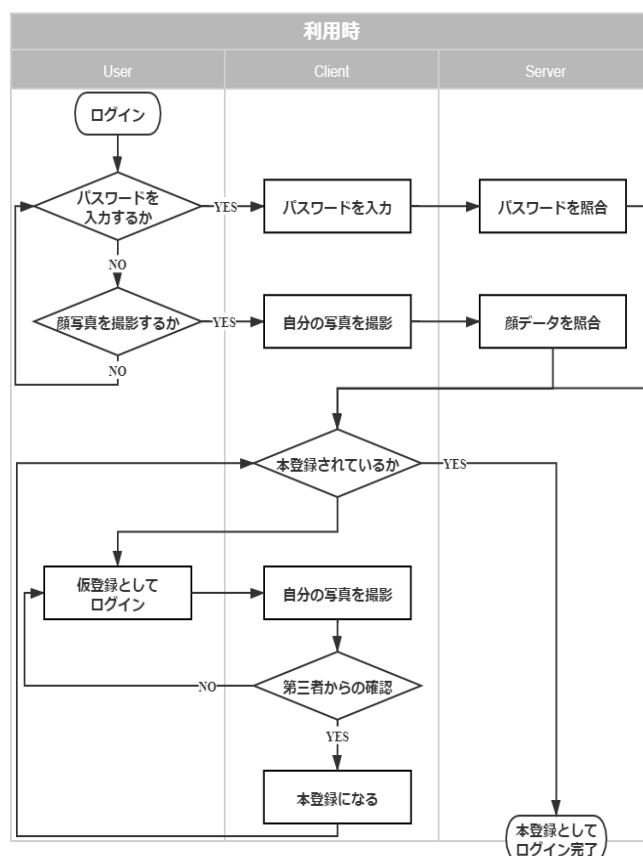 利用時
User
Client
Server
ログイン
パスワードを
入力するか
YES
パスワードを入力
パスワードを照合
NO
顔写真を撮影するか
YES
自分の写真を撮影
顔データを照合
NO
本登録されているか
YES
仮登録として
ログイン
自分の写真を撮影
第三者からの確認
NO
YES
本登録になる
本登録として
ログイン完了